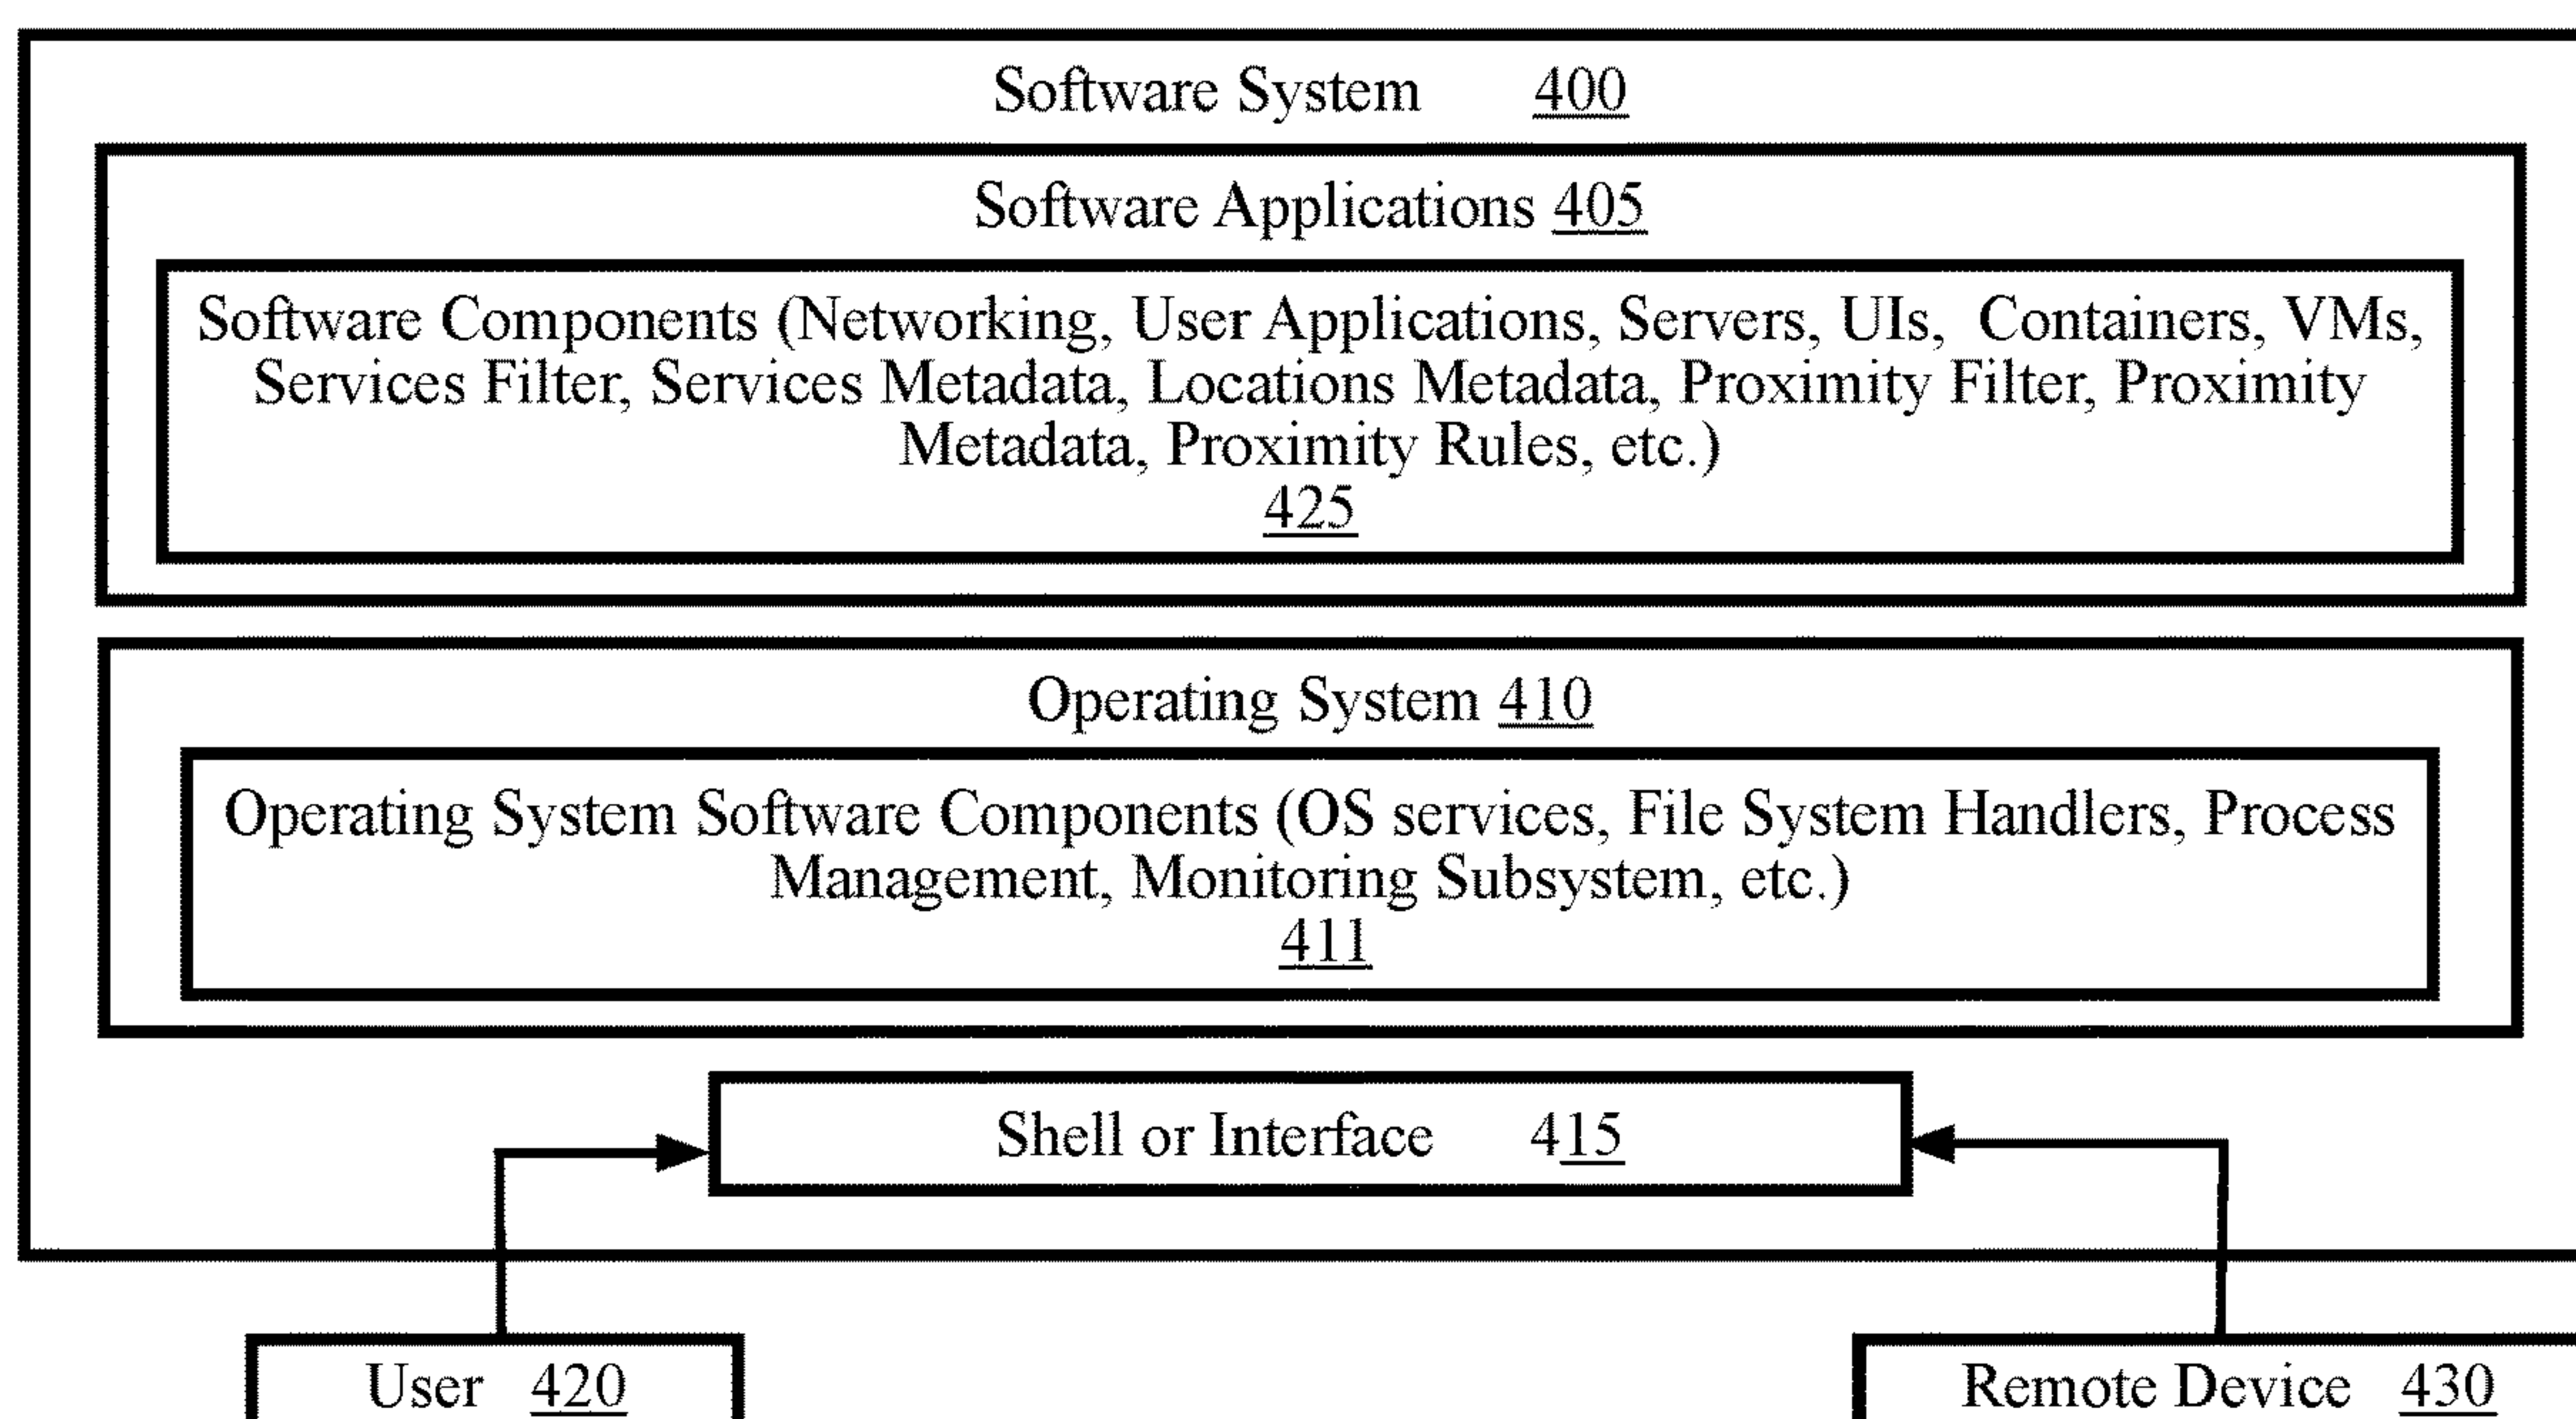 Software System 400
Software Applications 405
Software Components (Networking, User Applications, Servers, UIs, Containers, VMs,
Services Filter, Services Metadata, Locations Metadata, Proximity Filter, Proximity
Metadata, Proximity Rules, etc.)
425
Operating System 410
Operating System Software Components (OS services, File System Handlers, Process
Management, Monitoring Subsystem, etc.)
411
Shell or Interface 415
User 420
Remote Device 430